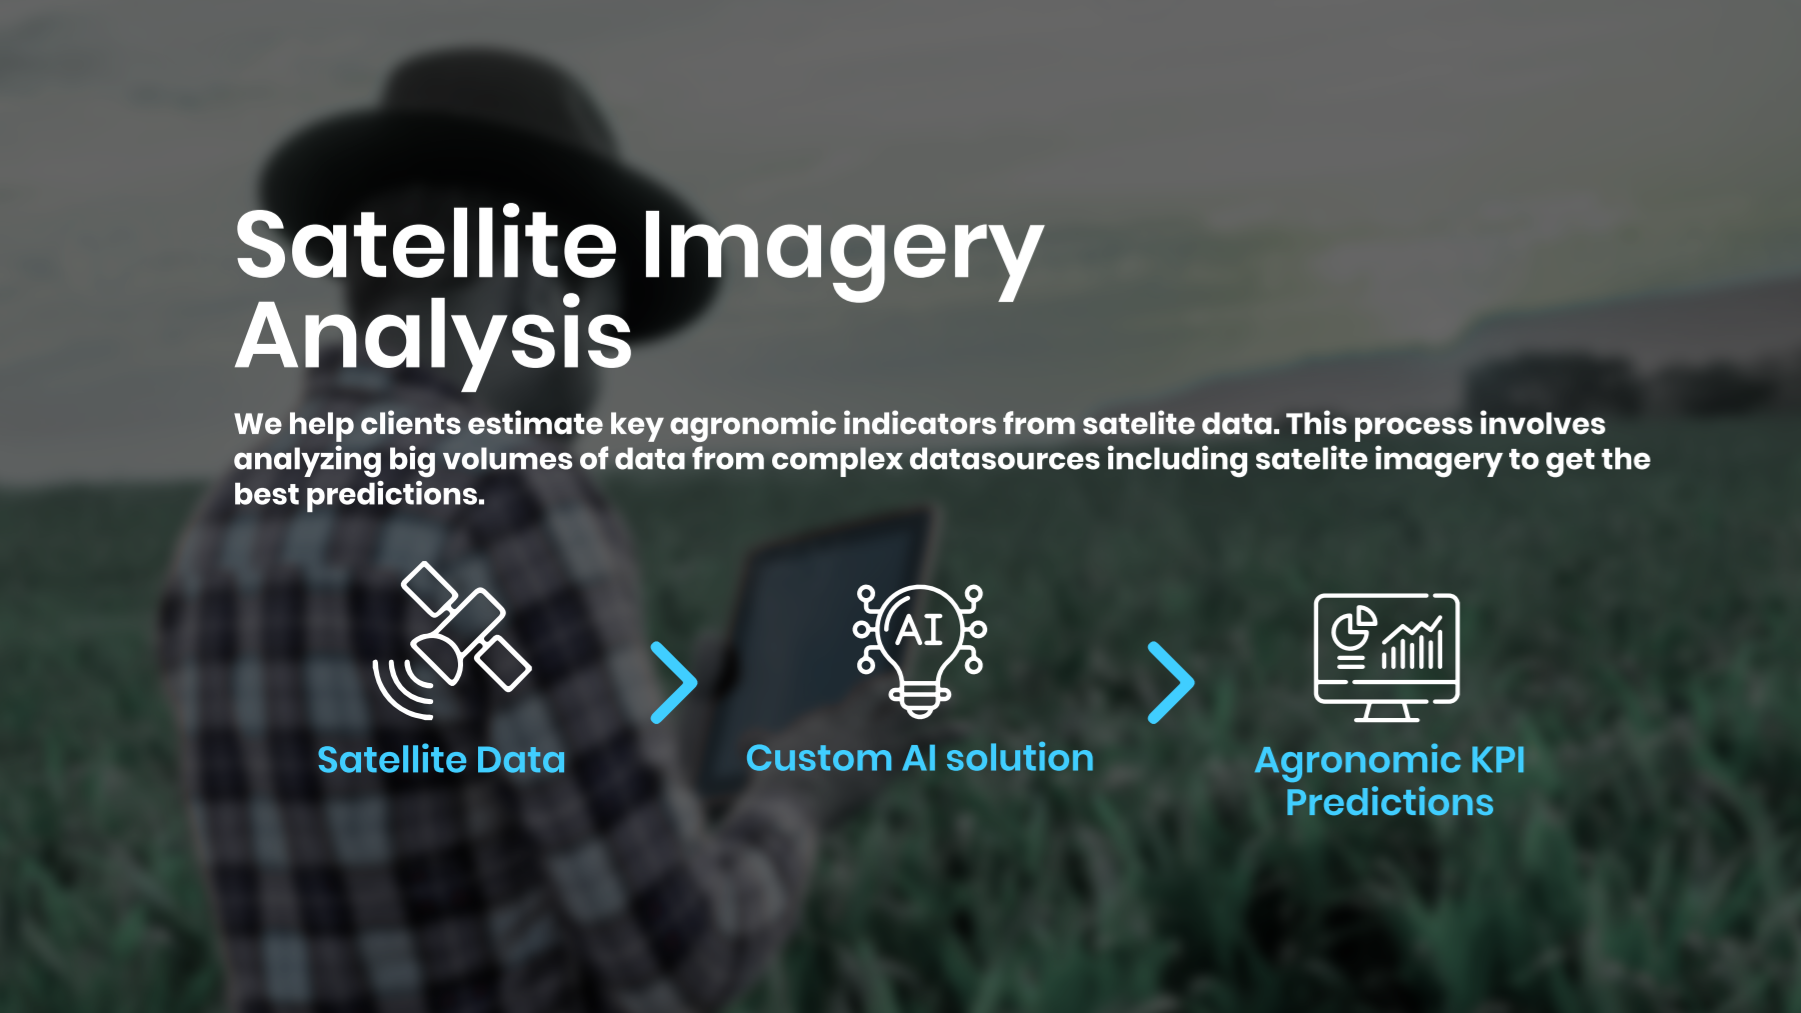 Satellite Imagery
Analysis
We help clients estimate key agronomic indicators from satelite data. This process involves
analyzing big volumes of data from complex datasources including satelite imagery to get the
best predictions.
AI
Satellite Data
Custom AI solution
Agronomic KPI
Predictions